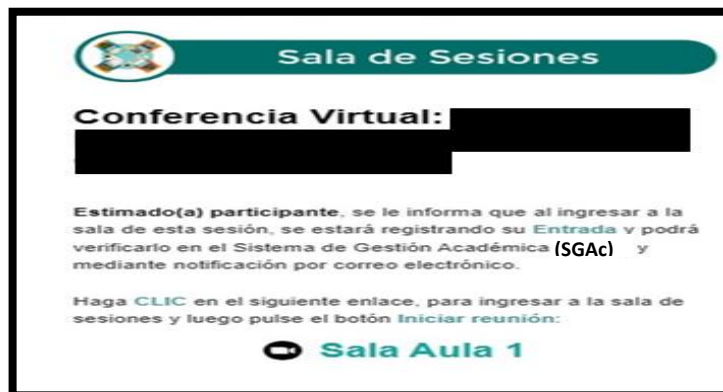 Sala de Sesiones
Conferencia Virtual:
Estimado(a) participante, se le informa que al ingresar a la
sala de esta sesión, se estará registrando su Entrada y podrá
verificarlo en el Sistema de Gestión Académica (SGAc) y
mediante notificación por correo electrónico.
Haga CLIC en el siguiente enlace, para ingresar a la sala de
sesiones y luego pulse el botón Iniciar reunión:
Sala Aula 1